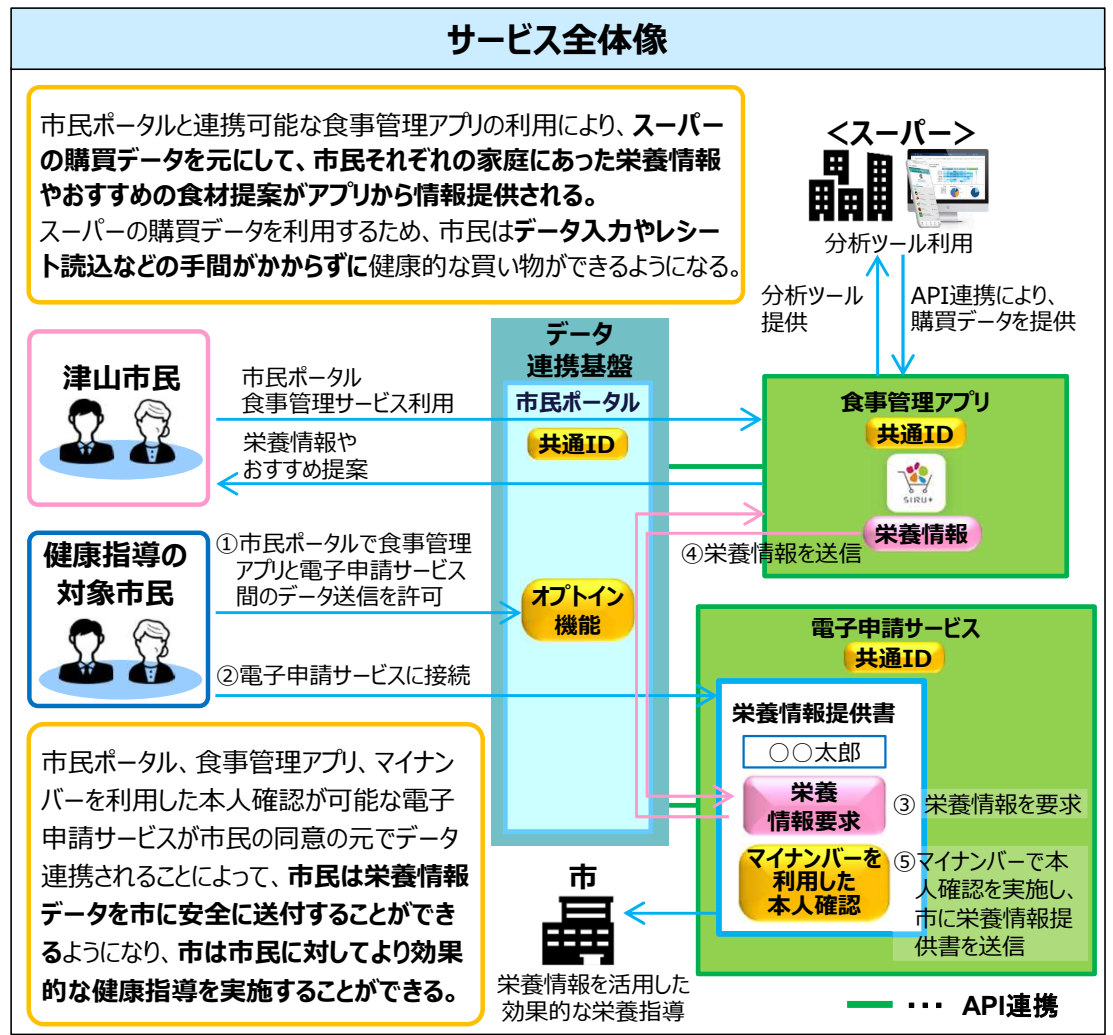 サービス全体像
市民ポータルと連携可能な食事管理アプリの利用により、スーパー
の購買データを元にして、市民それぞれの家庭にあった栄養情報
やおすすめの食材提案がアプリから情報提供される。
スーパーの購買データを利用するため、市民はデータ入力やレシー
ト読込などの手間がかからずに健康的な買い物ができるようになる。
<スーパー>
分析ツール利用
分析ツール
提供
API連携により、
購買データを提供
津山市民
市民ポータル
食事管理サービス利用
栄養情報や
おすすめ提案
データ
連携基盤
市民ポータル
共通ID
食事管理アプリ
共通ID
SIRU+
栄養情報
健康指導の
対象市民
①市民ポータルで食事管理
アプリと電子申請サービス
間のデータ送信を許可
オプトイン
機能
④栄養情報を送信
②電子申請サービスに接続
電子申請サービス
共通ID
栄養情報提供書
○○太郎
栄養
情報要求
③ 栄養情報を要求
マイナンバーを
利用した
本人確認
⑤マイナンバーで本
人確認を実施し、
市に栄養情報提
供書を送信
市民ポータル、食事管理アプリ、マイナン
バーを利用した本人確認が可能な電子
申請サービスが市民の同意の元でデータ
連携されることによって、市民は栄養情報
データを市に安全に送付することができ
るようになり、市は市民に対してより効果
的な健康指導を実施することができる。
市
栄養情報を活用した
効果的な栄養指導
… API連携